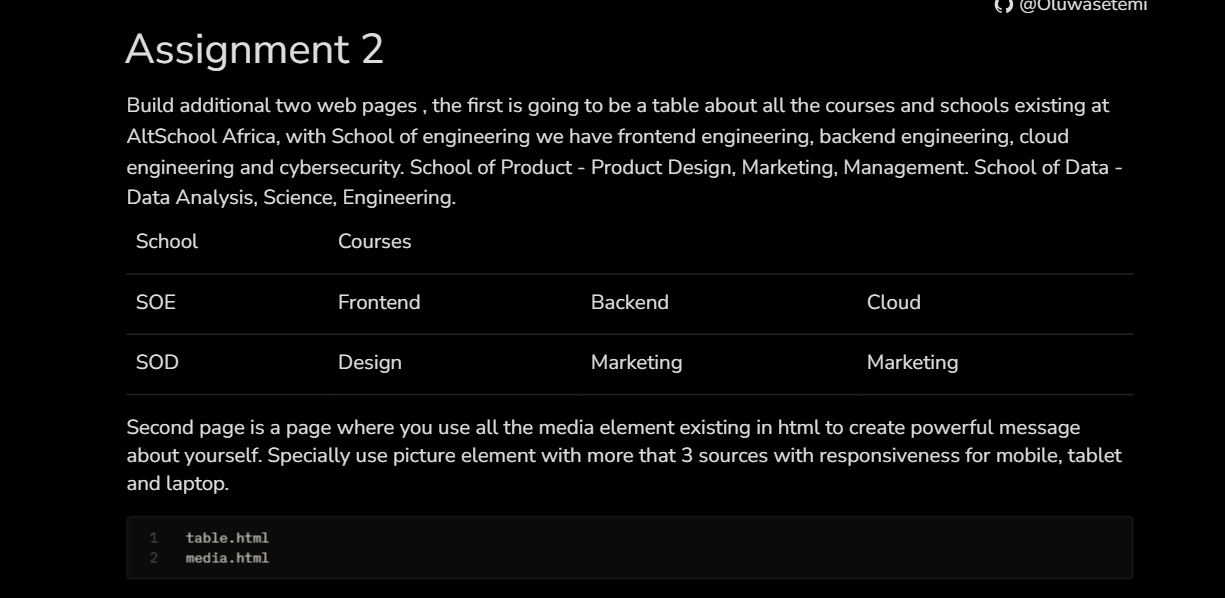 @Oluwasetemi
Assignment 2
Build additional two web pages , the first is going to be a table about all the courses and schools existing at
AltSchool Africa, with School of engineering we have frontend engineering, backend engineering, cloud
engineering and cybersecurity. School of Product - Product Design, Marketing, Management. School of Data -
Data Analysis, Science, Engineering.
School Courses
SOE Frontend Backend Cloud
SOD Design Marketing Marketing
Second page is a page where you use all the media element existing in html to create powerful message
about yourself. Specially use picture element with more that 3 sources with responsiveness for mobile, tablet
and laptop.
1 table.html
2 media.html